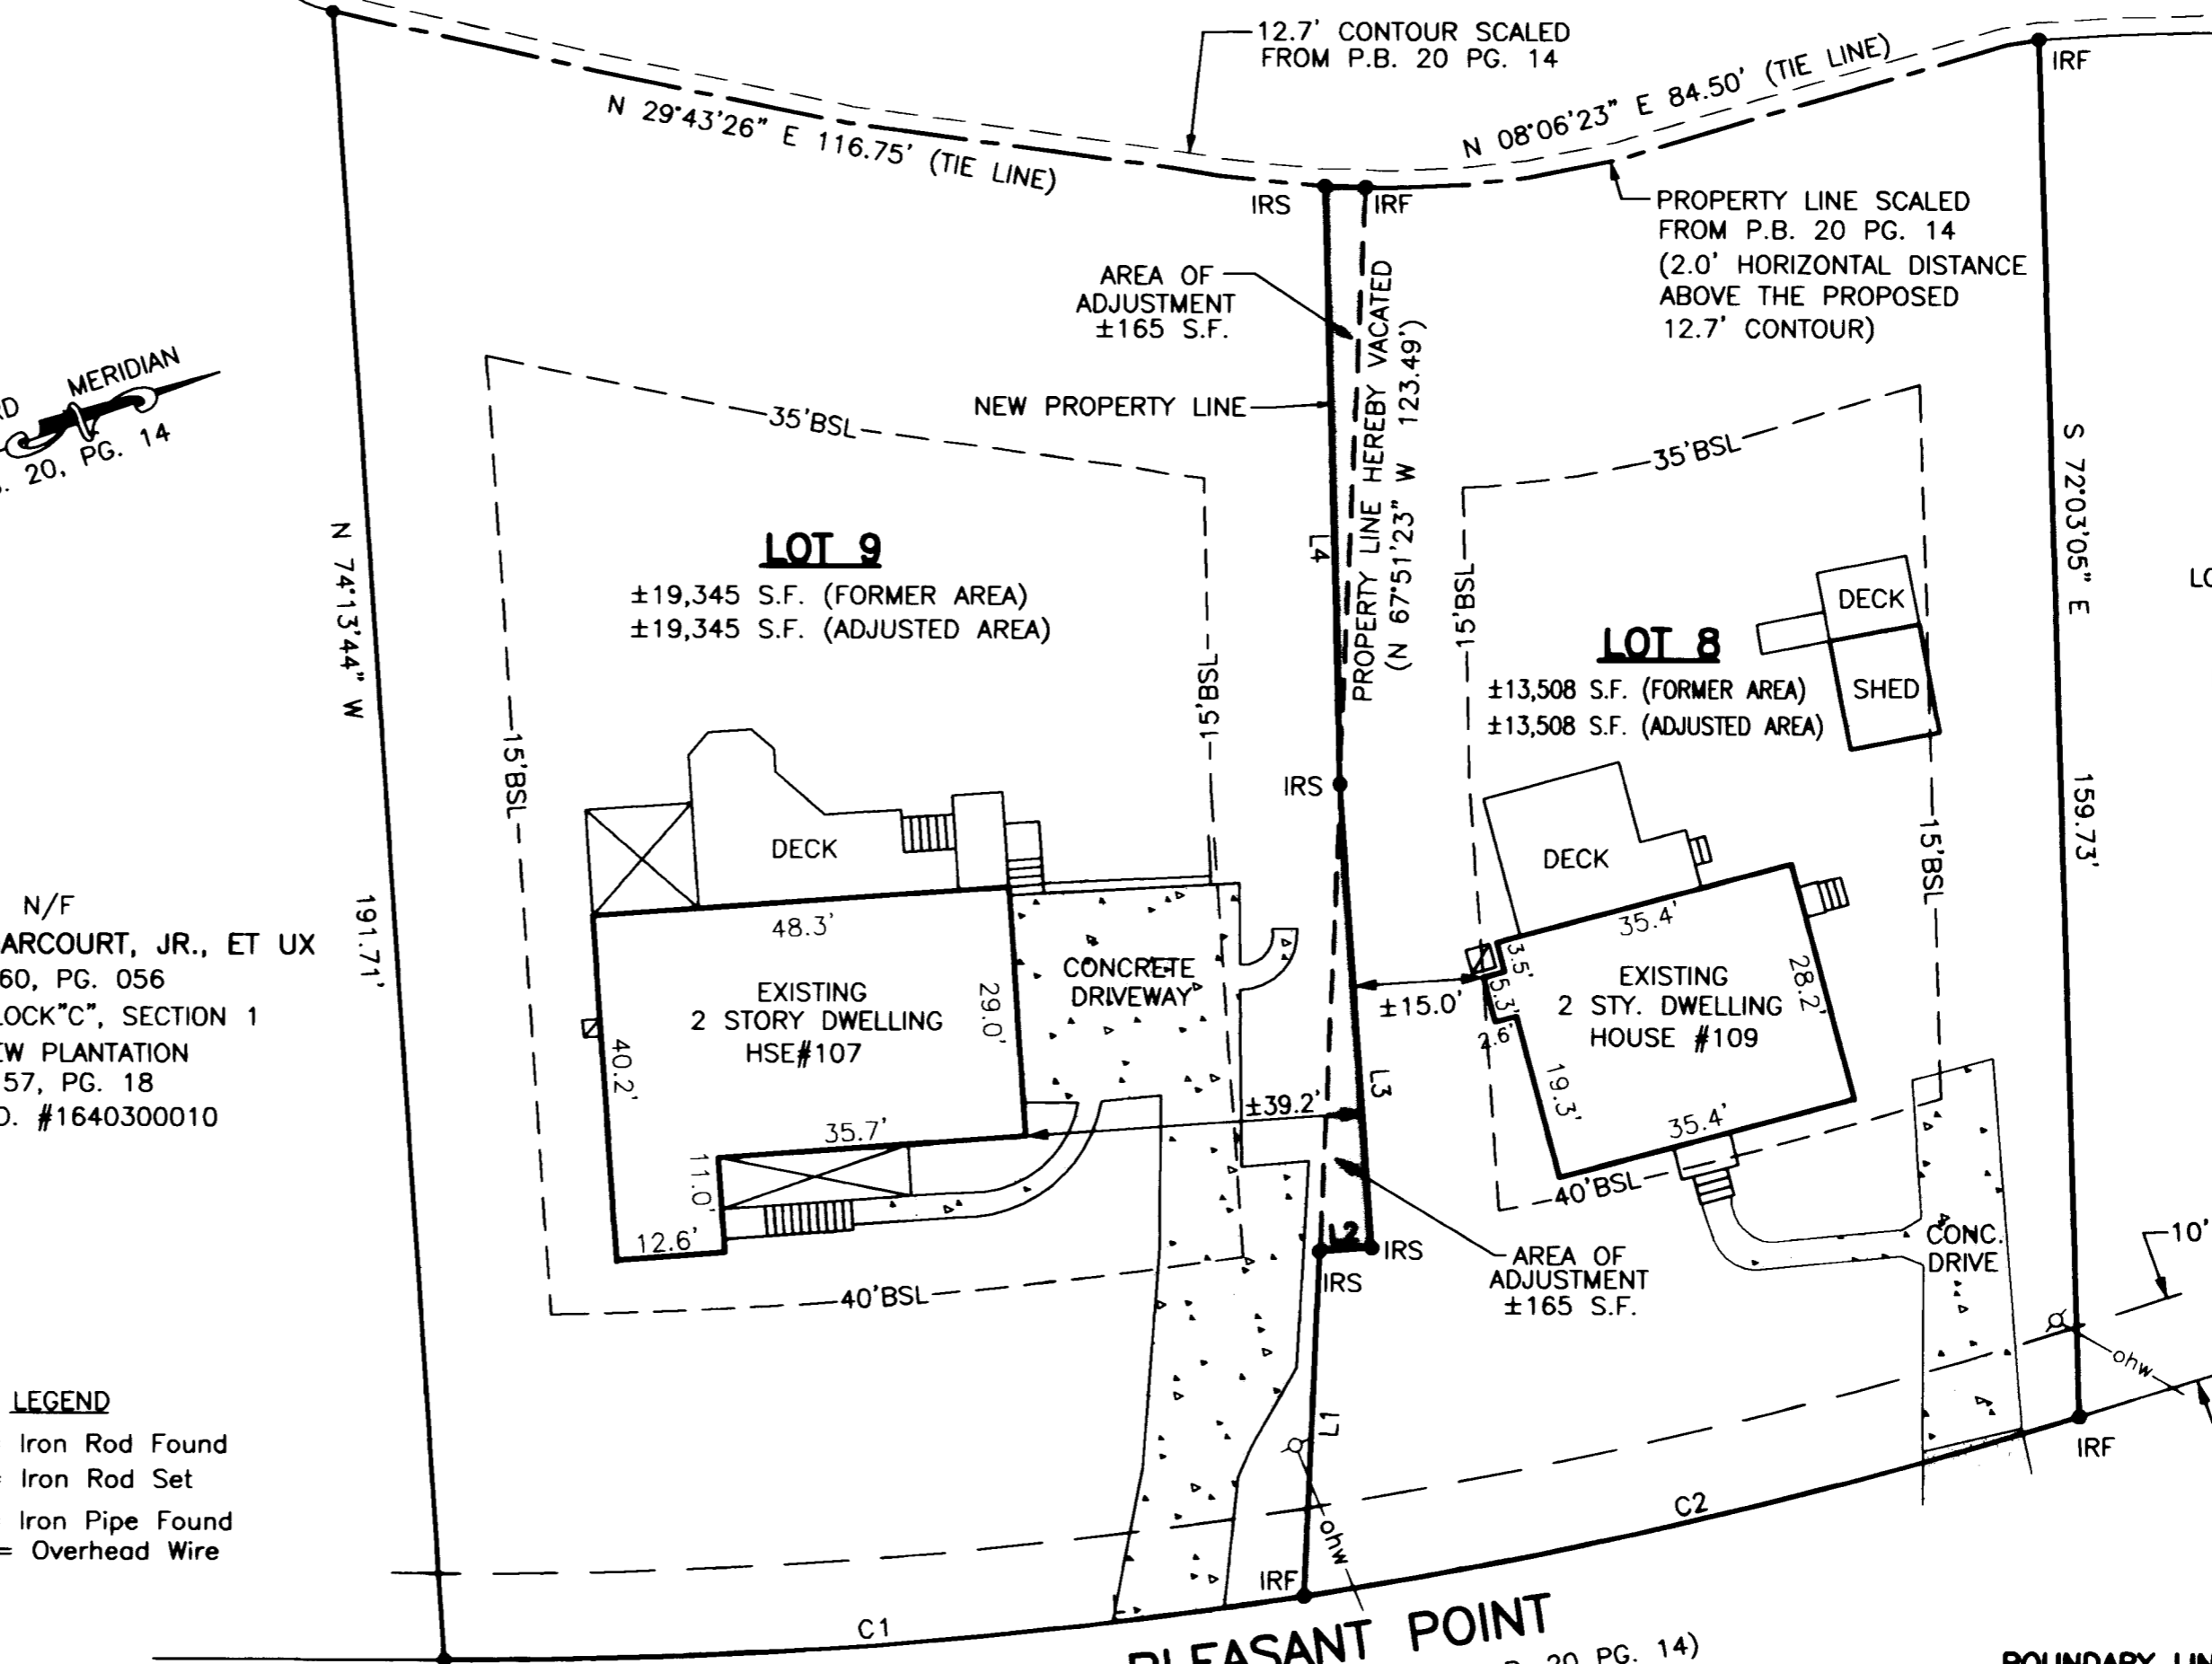 12.7' CONTOUR SCALED
FROM P.B. 20 PG. 14
N 29°43'26" E 116.75' (TIE LINE)
N 08°06'23" E 84.50' (TIE LINE)
IRF
IRS
IRF
PROPERTY LINE SCALED
FROM P.B. 20 PG. 14
(2.0' HORIZONTAL DISTANCE
ABOVE THE PROPOSED
12.7' CONTOUR)
AREA OF
ADJUSTMENT
±165 S.F.
NEW PROPERTY LINE
PROPERTY LINE HEREBY VACATED
(N 67°51'23" W 123.49')
MERIDIAN
20, PG. 14
35'BSL
35'BSL
N 74°13'44" W
191.71'
S 72°03'05" E
159.73'
LOT 9
±19,345 S.F. (FORMER AREA)
±19,345 S.F. (ADJUSTED AREA)
L4
15'BSL
15'BSL
15'BSL
15'BSL
LOT 8
±13,508 S.F. (FORMER AREA)
±13,508 S.F. (ADJUSTED AREA)
DECK
SHED
IRS
DECK
DECK
48.3'
EXISTING
2 STORY DWELLING
HSE#107
29.0'
40.2'
35.7'
11.0'
12.6'
CONCRETE
DRIVEWAY
±39.2'
±15.0'
L3
35.4'
3.5'
5.3'
2.6'
28.2'
EXISTING
2 STY. DWELLING
HOUSE #109
19.3'
35.4'
40'BSL
40'BSL
L2
IRS
IRS
AREA OF
ADJUSTMENT
±165 S.F.
CONC.
DRIVE
10'
ohw
N/F
ARCOURT, JR., ET UX
60, PG. 056
LOCK"C", SECTION 1
EW PLANTATION
57, PG. 18
#1640300010
LEGEND
Iron Rod Found
= Iron Rod Set
Iron Pipe Found
= Overhead Wire
L1
ohw
IRF
IRF
C1
C2
PLEASANT POINT
20 PG. 14)
BOUNDARY LIN